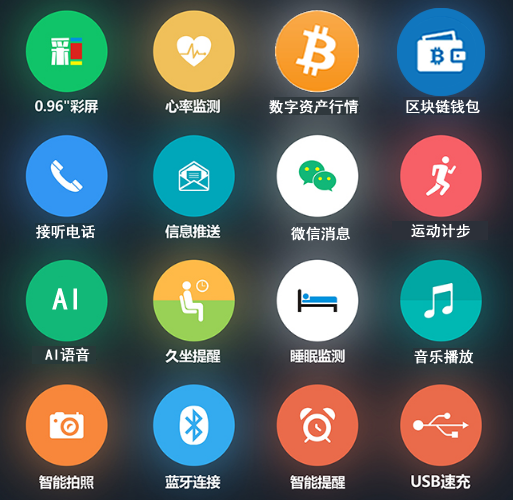 彩
0.96"彩屏
心率监测
数字资产行情
区块链钱包
接听电话
信息推送
微信消息
运动计步
AI
AI语音
久坐提醒
睡眠监测
音乐播放
智能拍照
蓝牙连接
智能提醒
USB速充